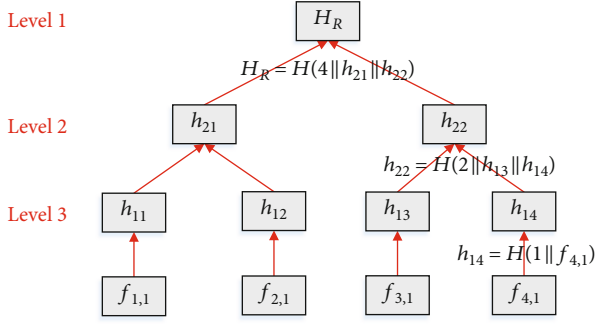 Level 1
H_R
H_R = H(4||h_21||h_22)
Level 2
h_21
h_22
h_22 = H(2||h_13||h_14)
Level 3
h_11
h_12
h_13
h_14
h_14 = H(1||f_4,1)
f_1,1
f_2,1
f_3,1
f_4,1